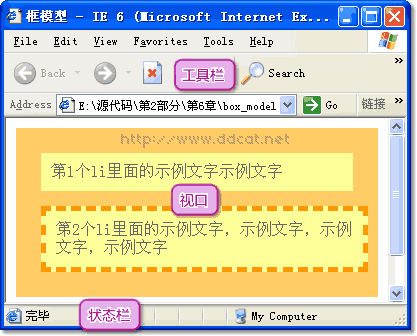 框模型 - IE 6 (Microsoft Internet Ex...
File Edit View Favorites Tools Help
Back Search
工具栏
Address E:\源代码\第2部分\第6章\box_model Go 链接
http://www.ddcat.net
第1个li里面的示例文字示例文字
视口
第2个li里面的示例文字，示例文字，示例
文字，示例文字
完毕 My Computer
状态栏